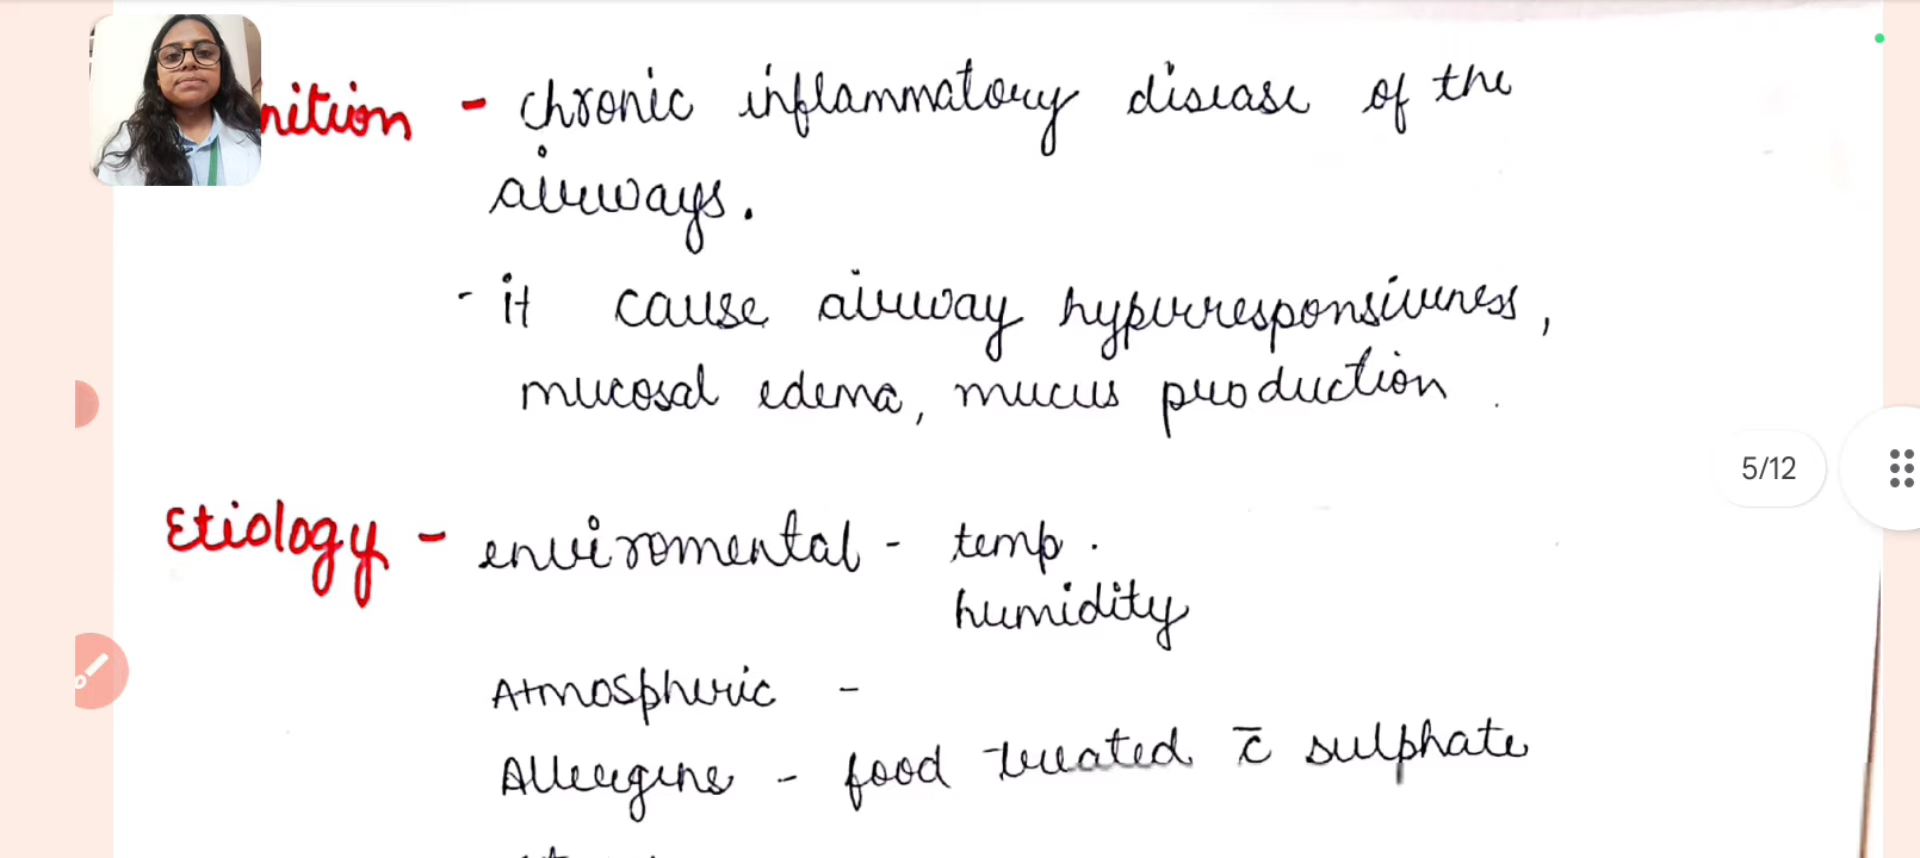 nition - chronic inflammatory disease of the
airways.
- it cause airway hyperresponsiveness,
mucosal edema, mucus production.
5/12
Etiology - enviromental - temp.
humidity
Atmospheric -
Allergens - food treated c̄ sulphate